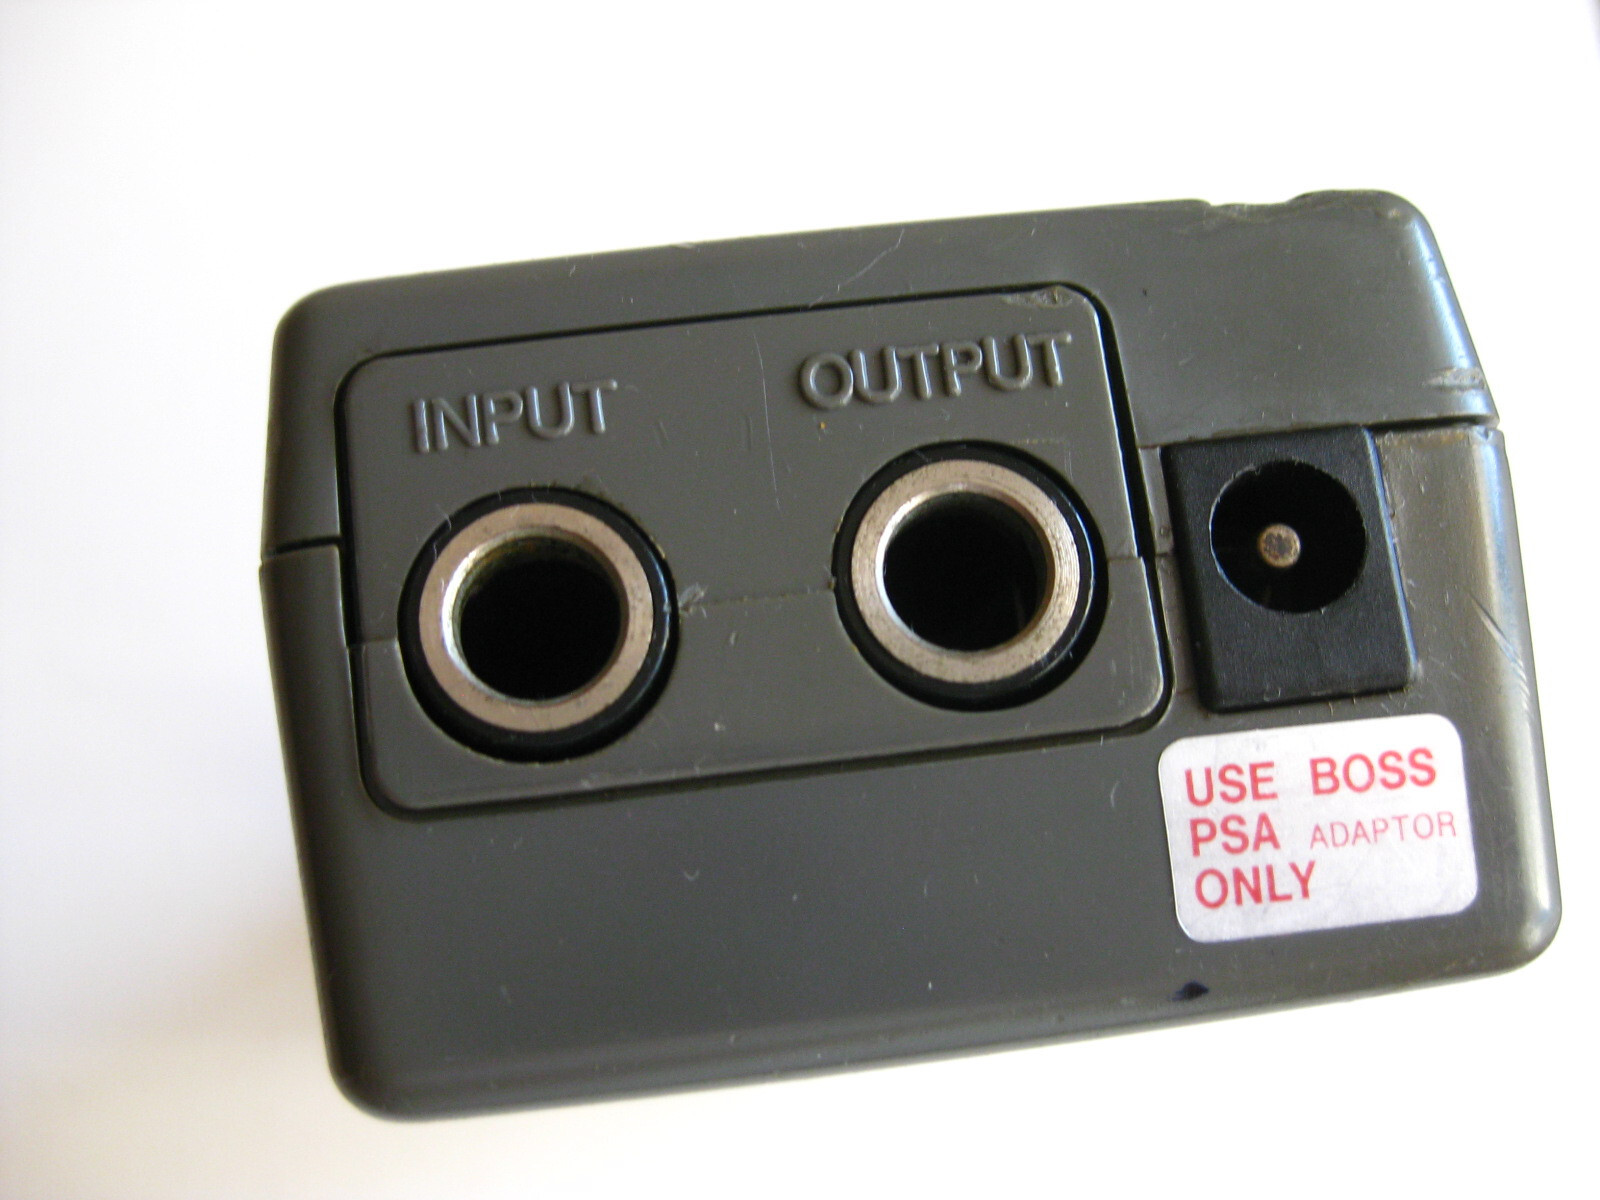 INPUT
OUTPUT
USE BOSS
PSA ADAPTOR
ONLY